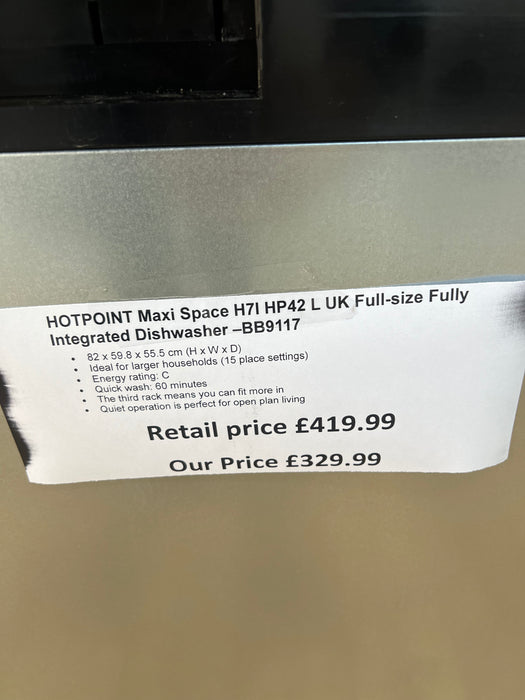 HOTPOINT Maxi Space H7I HP42 L UK Full-size Fully
Integrated Dishwasher –BB9117
• 82 x 59.8 x 55.5 cm (H x W x D)
• Ideal for larger households (15 place settings)
• Energy rating: C
• Quick wash: 60 minutes
• The third rack means you can fit more in
• Quiet operation is perfect for open plan living
Retail price £419.99
Our Price £329.99